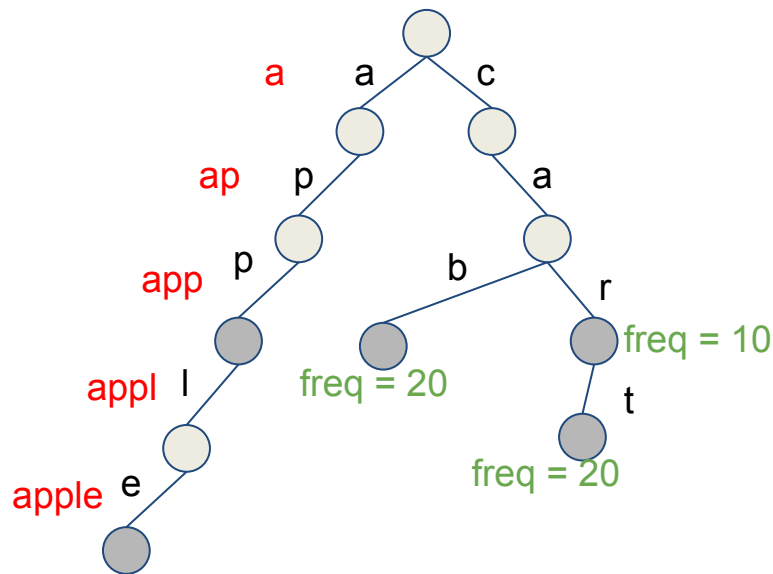 a a c
ap p a
app p b r
freq = 10
appl l freq = 20 t
freq = 20
apple e